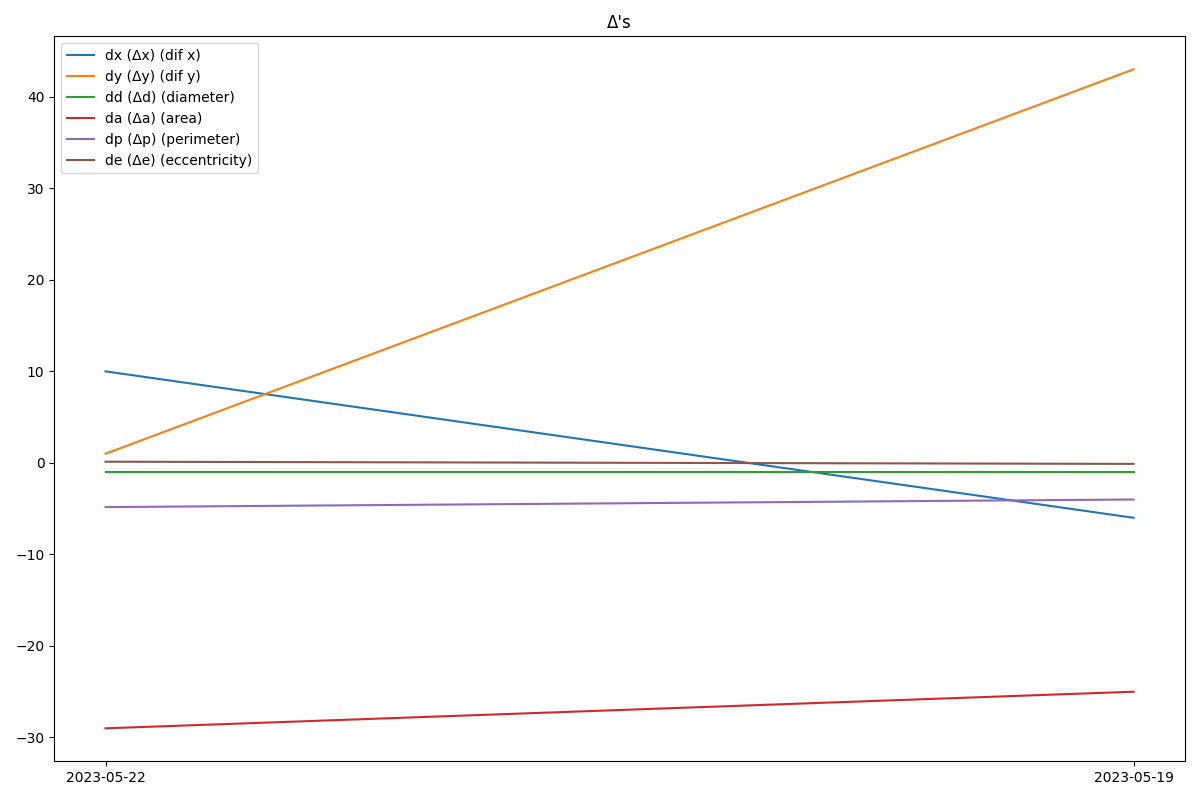 Δ's
dx (Δx) (dif x)
dy (Δy) (dif y)
dd (Δd) (diameter)
da (Δa) (area)
dp (Δp) (perimeter)
de (Δe) (eccentricity)
40
30
20
10
0
−10
−20
−30
2023-05-22
2023-05-19